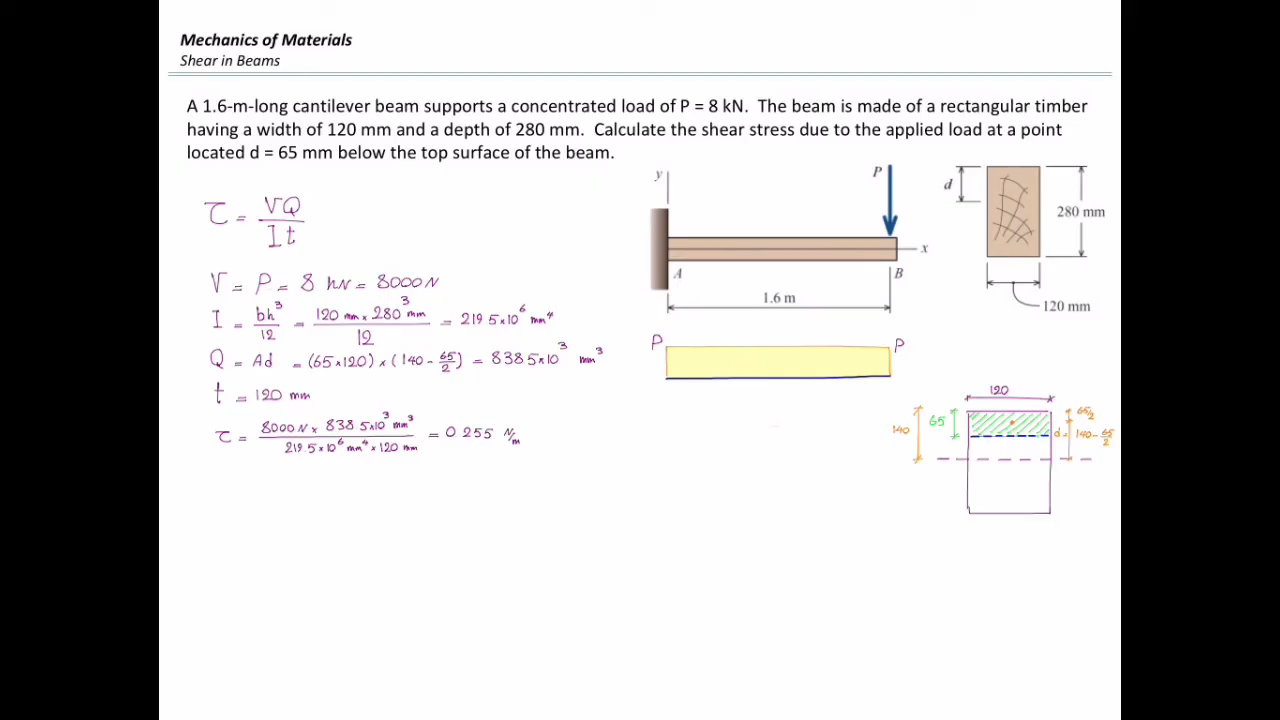 Mechanics of Materials
Shear in Beams
A 1.6-m-long cantilever beam supports a concentrated load of P = 8 kN. The beam is made of a rectangular timber
having a width of 120 mm and a depth of 280 mm. Calculate the shear stress due to the applied load at a point
located d = 65 mm below the top surface of the beam.
τ = VQ / It
V = P = 8 kN = 8000 N
I = bh³ / 12 = 120 mm × 280³ mm / 12 = 219.5×10⁶ mm⁴
Q = Ad = (65×120) × (140 - 65/2) = 838.5×10³ mm³
t = 120 mm
τ = 8000 N × 838.5×10³ mm³ / 219.5×10⁶ mm⁴ × 120 mm = 0.255 N/m
y
P
x
A
B
1.6 m
d
280 mm
120 mm
P
P
120
140
65
65/2
d = 140 - 65/2